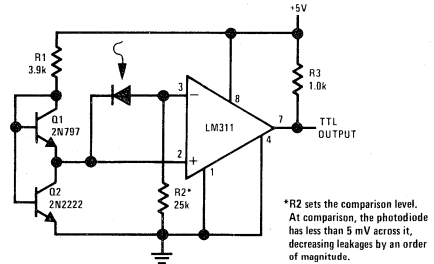 +5V
R1
3.9k
R3
1.0k
3
8
Q1
2N797
LM311
7
TTL
OUTPUT
4
2
1
Q2
2N2222
R2*
25k
*R2 sets the comparison level.
At comparison, the photodiode
has less than 5 mV across it,
decreasing leakages by an order
of magnitude.